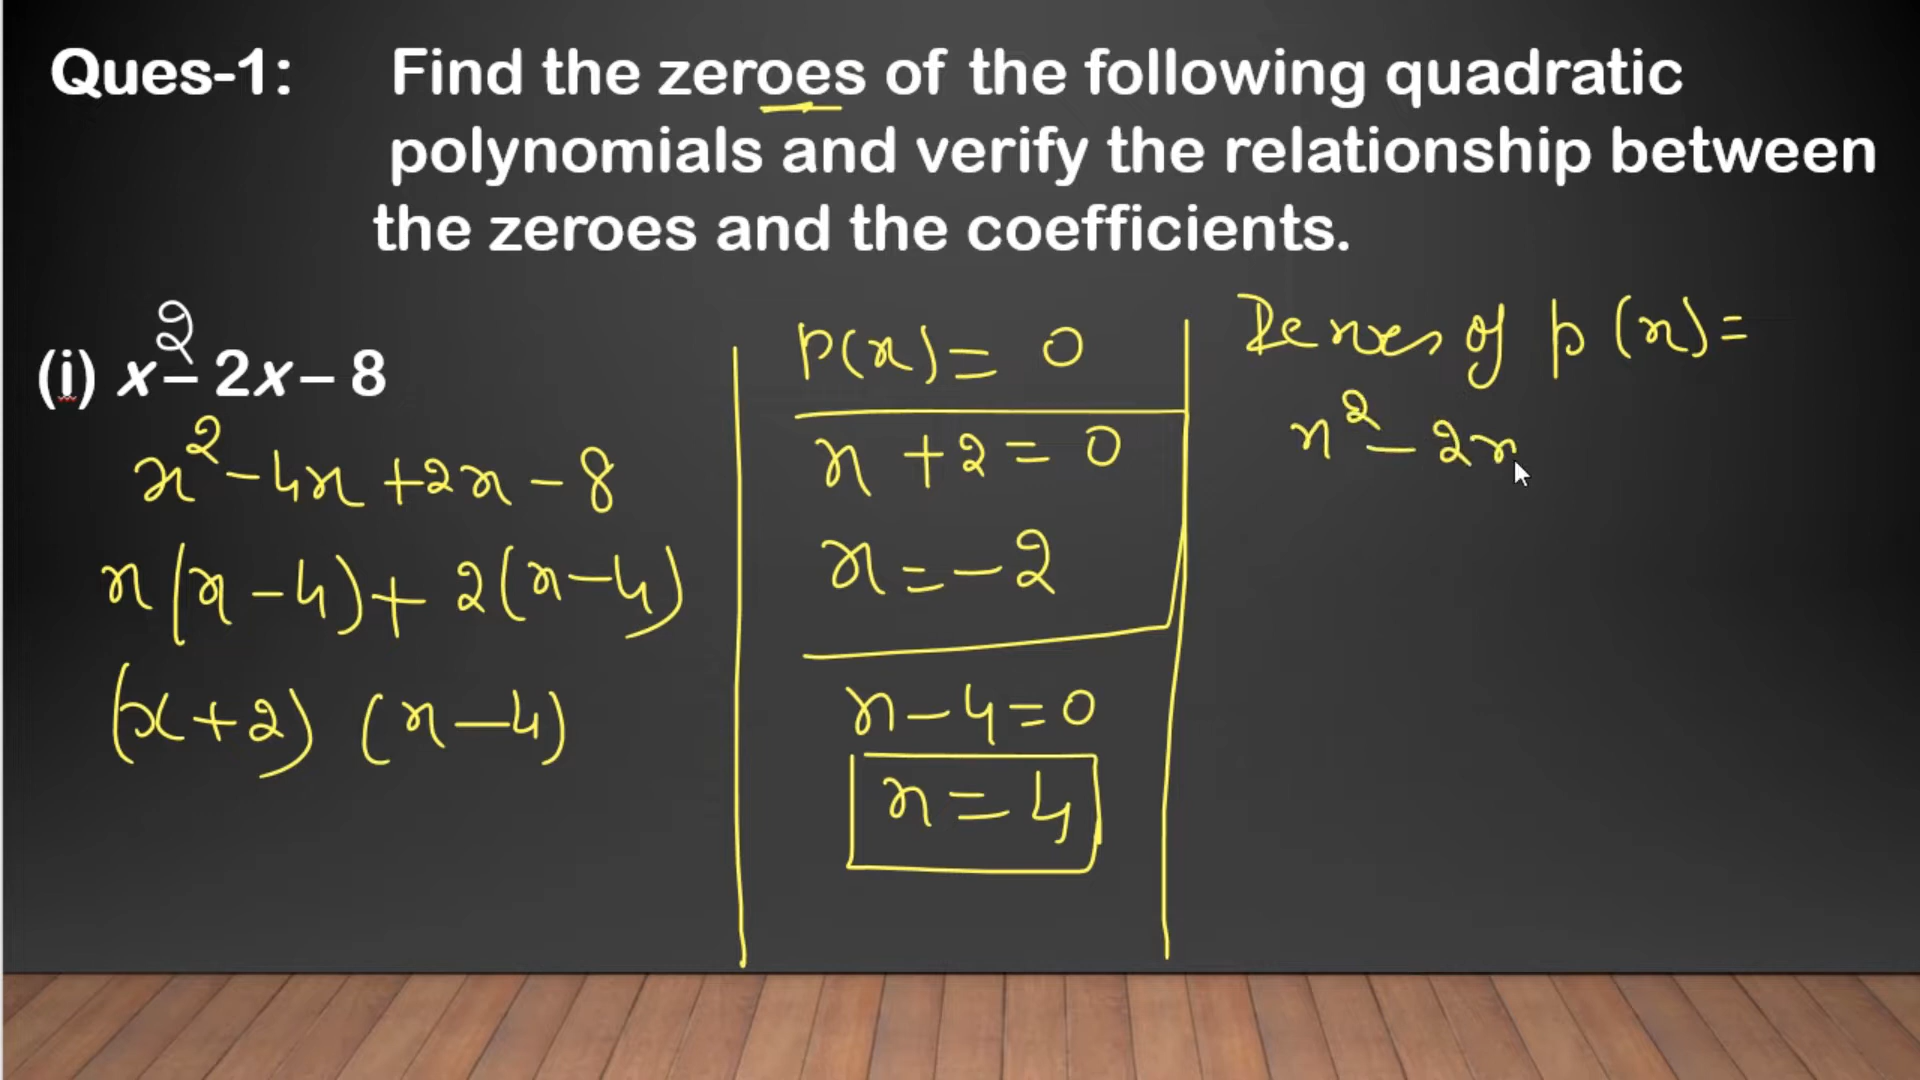 Ques-1: Find the zeroes of the following quadratic
polynomials and verify the relationship between
the zeroes and the coefficients.
(i) x² – 2x – 8
x² - 4x + 2x - 8
x(x - 4) + 2(x - 4)
(x + 2) (x - 4)
p(x) = 0
x + 2 = 0
x = - 2
x - 4 = 0
x = 4
Zeroes of p(x) =
x² - 2x